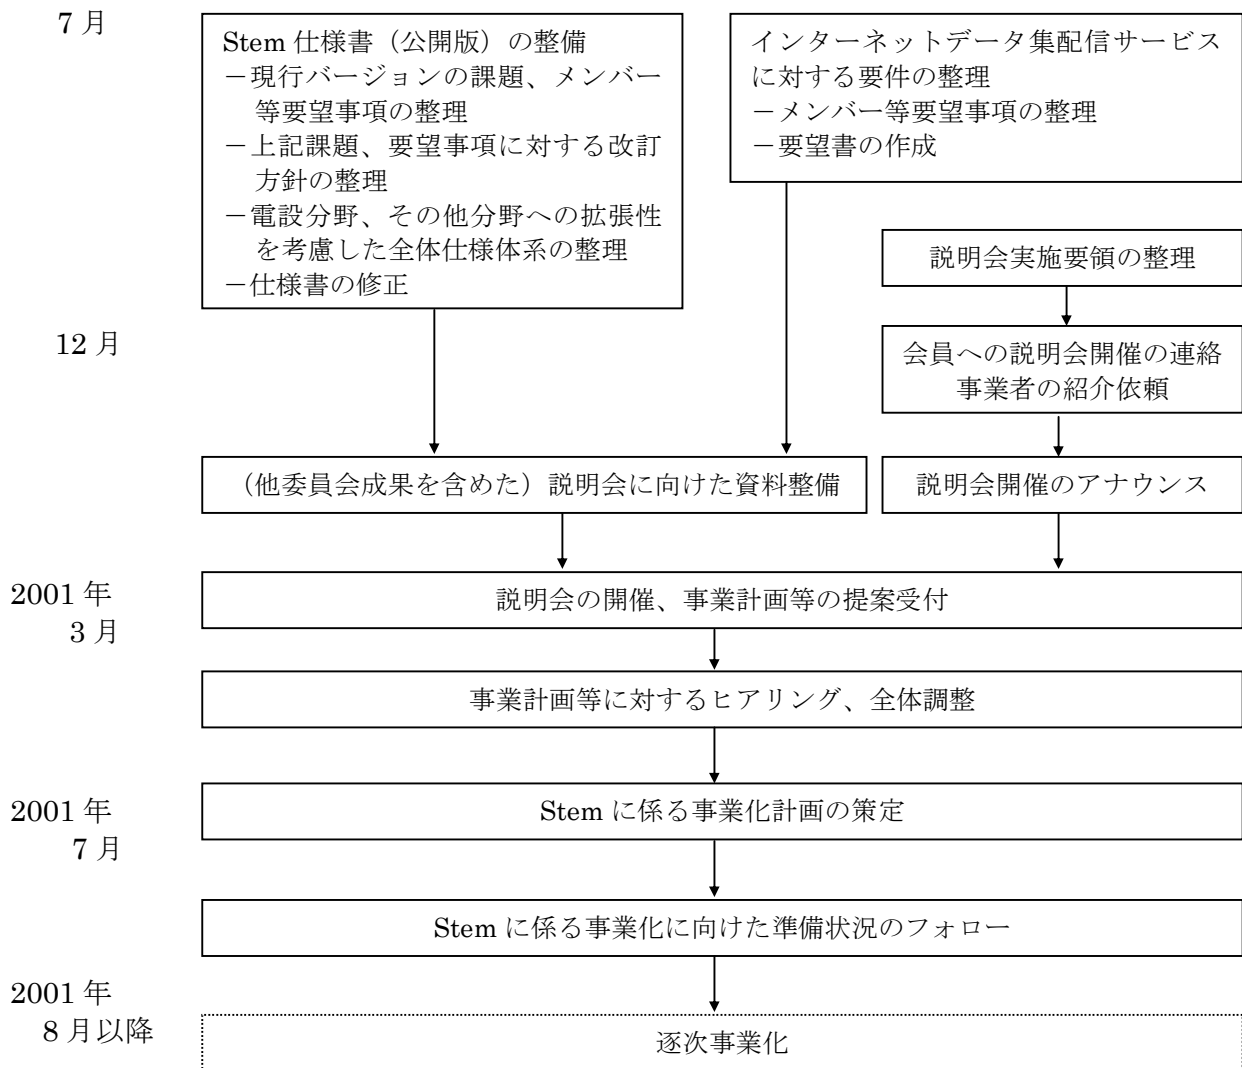 7 月
Stem 仕様書（公開版）の整備
－現行バージョンの課題、メンバー
等要望事項の整理
－上記課題、要望事項に対する改訂
方針の整理
－電設分野、その他分野への拡張性
を考慮した全体仕様体系の整理
－仕様書の修正
インターネットデータ集配信サービス
に対する要件の整理
－メンバー等要望事項の整理
－要望書の作成
説明会実施要領の整理
12 月
会員への説明会開催の連絡
事業者の紹介依頼
（他委員会成果を含めた）説明会に向けた資料整備
説明会開催のアナウンス
2001 年
3 月
説明会の開催、事業計画等の提案受付
事業計画等に対するヒアリング、全体調整
2001 年
7 月
Stem に係る事業化計画の策定
Stem に係る事業化に向けた準備状況のフォロー
2001 年
8 月以降
逐次事業化